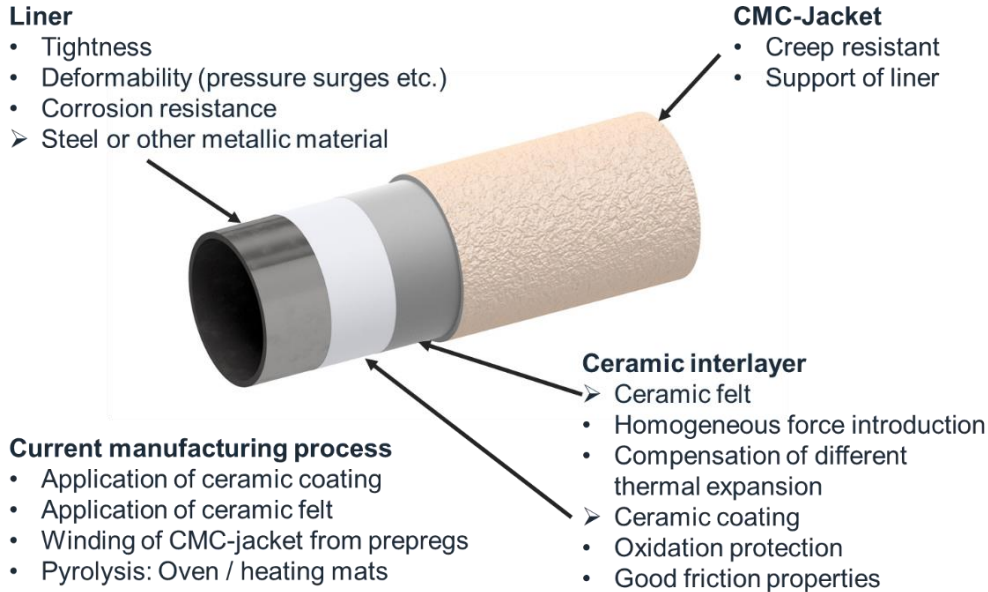 Liner
• Tightness
• Deformability (pressure surges etc.)
• Corrosion resistance
➢ Steel or other metallic material
CMC-Jacket
• Creep resistant
• Support of liner
Ceramic interlayer
➢ Ceramic felt
• Homogeneous force introduction
• Compensation of different
thermal expansion
➢ Ceramic coating
• Oxidation protection
• Good friction properties
Current manufacturing process
• Application of ceramic coating
• Application of ceramic felt
• Winding of CMC-jacket from prepregs
• Pyrolysis: Oven / heating mats